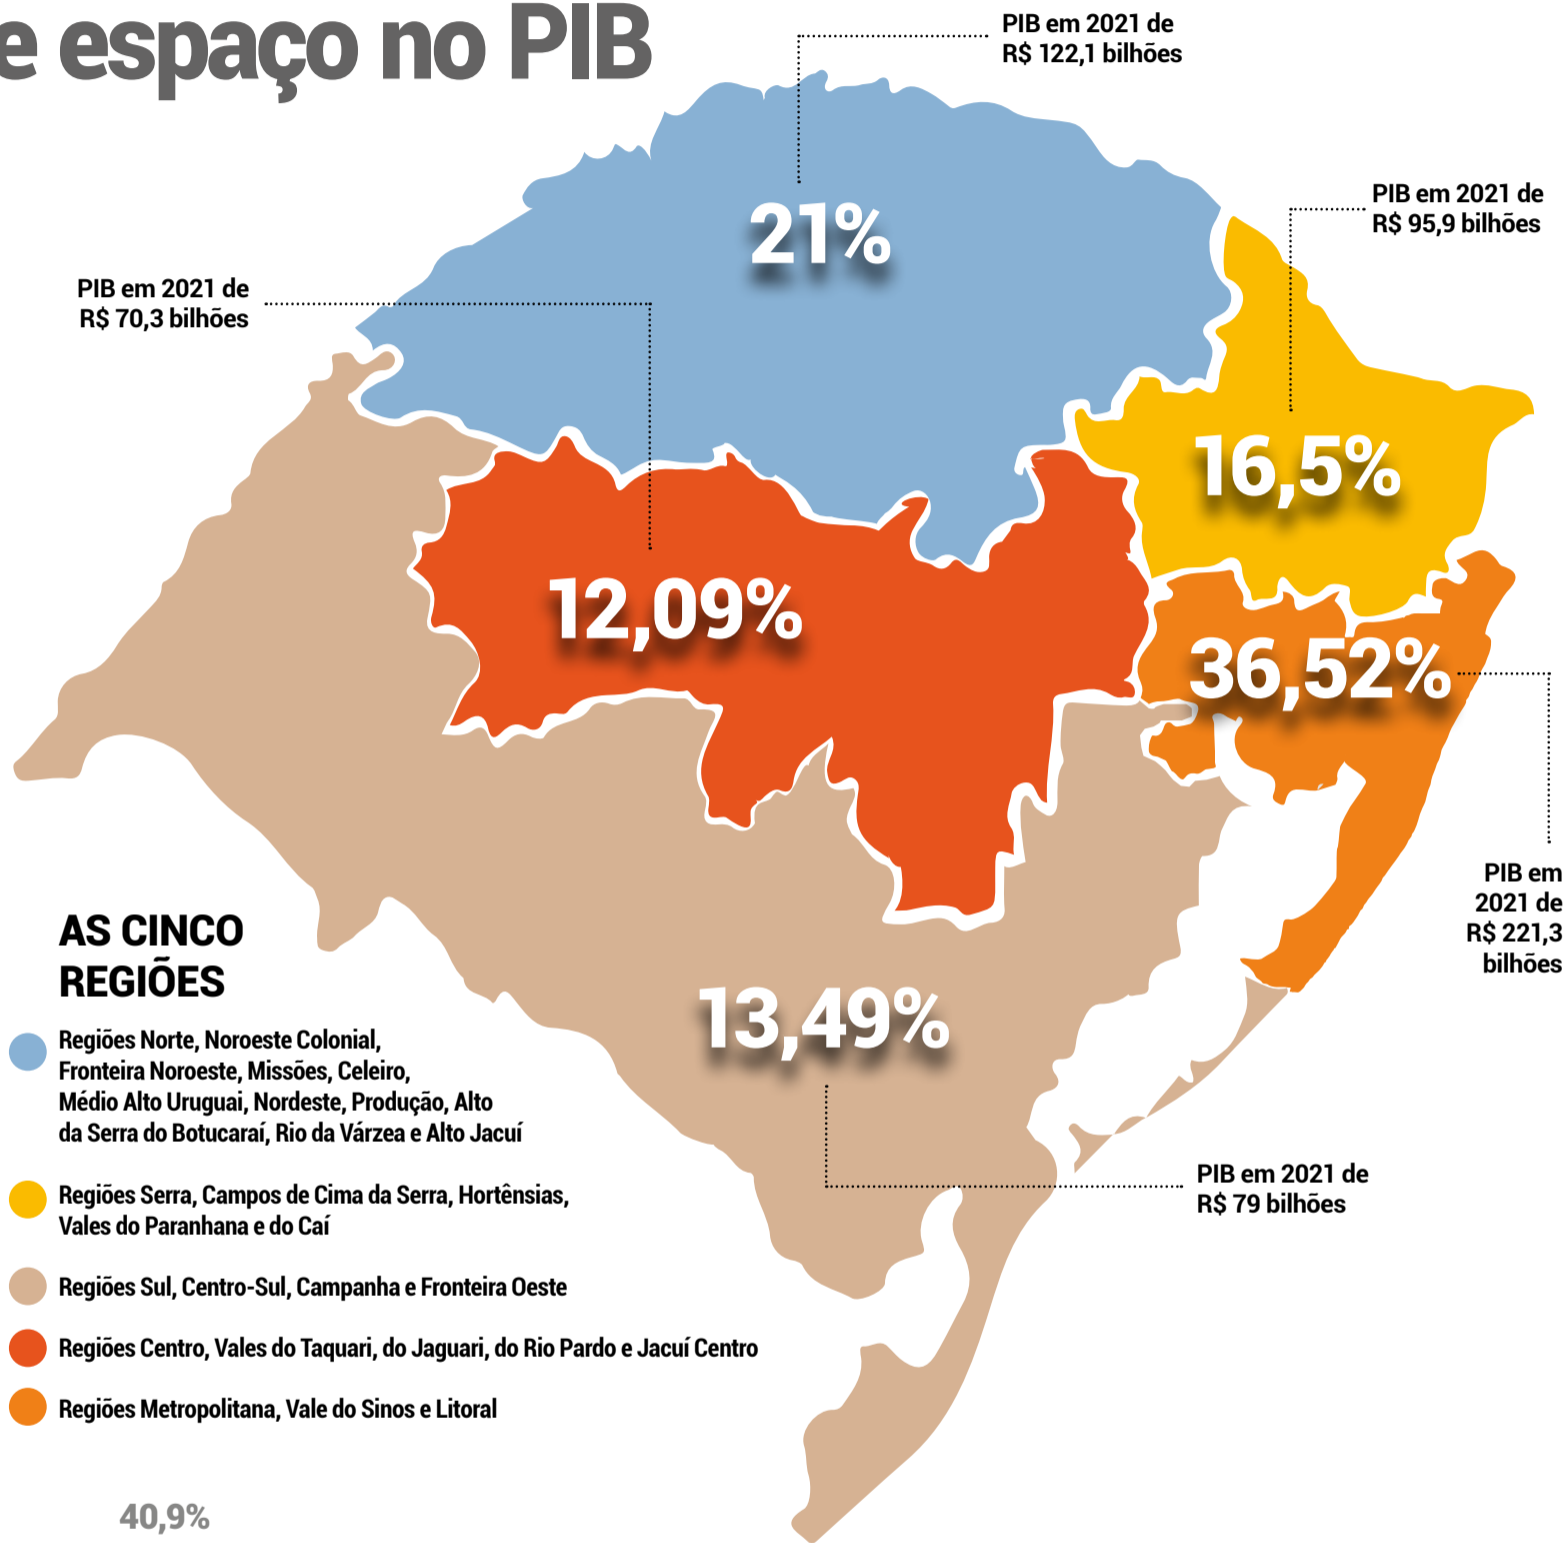 e espaço no PIB
PIB em 2021 de
R$ 122,1 bilhões
21%
PIB em 2021 de
R$ 95,9 bilhões
16,5%
PIB em 2021 de
R$ 70,3 bilhões
12,09%
36,52%
PIB em
2021 de
R$ 221,3
bilhões
13,49%
PIB em 2021 de
R$ 79 bilhões
AS CINCO
REGIÕES
Regiões Norte, Noroeste Colonial,
Fronteira Noroeste, Missões, Celeiro,
Médio Alto Uruguai, Nordeste, Produção, Alto
da Serra do Botucaraí, Rio da Várzea e Alto Jacuí
Regiões Serra, Campos de Cima da Serra, Hortênsias,
Vales do Paranhana e do Caí
Regiões Sul, Centro-Sul, Campanha e Fronteira Oeste
Regiões Centro, Vales do Taquari, do Jaguari, do Rio Pardo e Jacuí Centro
Regiões Metropolitana, Vale do Sinos e Litoral
40,9%